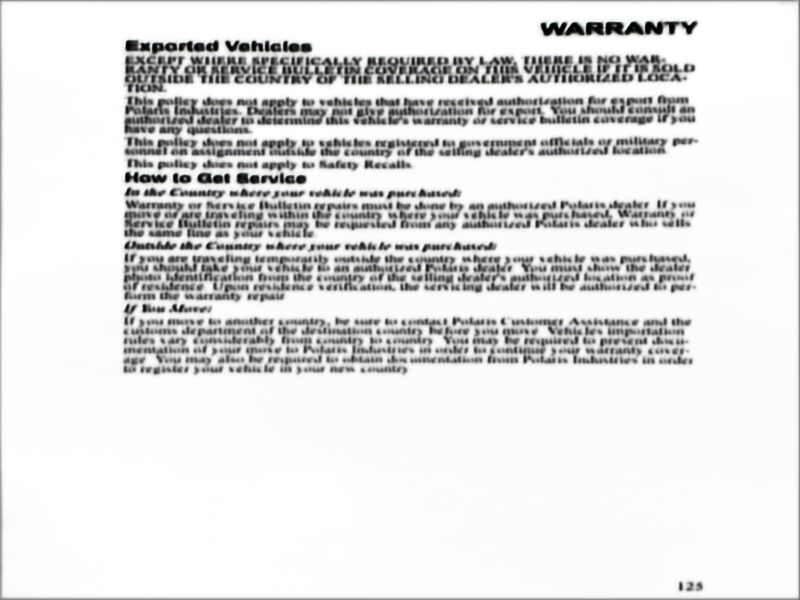 WARRANTY
Exported Vehicles
EXCEPT WHERE SPECIFICALLY REQUIRED BY LAW, THERE IS NO WAR-
RANTY OR SERVICE BULLETIN COVERAGE ON THIS VEHICLE IF IT IS SOLD
OUTSIDE THE COUNTRY OF THE SELLING DEALER'S AUTHORIZED LOCA-
TION.
This policy does not apply to vehicles that have received authorization for export from
Polaris Industries. Dealers may not give authorization for export. You should consult an
authorized dealer to determine this vehicle's warranty or service bulletin coverage if you
have any questions.
This policy does not apply to vehicles registered to government officials or military per-
sonnel on assignment outside the country of the selling dealer's authorized location.
This policy does not apply to Safety Recalls.
How to Get Service
In the Country where your vehicle was purchased:
Warranty or Service Bulletin repairs must be done by an authorized Polaris dealer. If you
move or are traveling within the country where your vehicle was purchased, Warranty or
Service Bulletin repairs may be requested from any authorized Polaris dealer who sells
the same line as your vehicle.
Outside the Country where your vehicle was purchased:
If you are traveling temporarily outside the country where your vehicle was purchased,
you should take your vehicle to an authorized Polaris dealer. You must show the dealer
photo identification from the country of the selling dealer's authorized location as proof
of residence. Upon residence verification, the servicing dealer will be authorized to per-
form the warranty repair.
If You Move:
If you move to another country, be sure to contact Polaris Customer Assistance and the
customs department of the destination country before you move. Vehicles importation
rules vary considerably from country to country. You may be required to present docu-
mentation of your move to Polaris Industries in order to continue your warranty cover-
age. You may also be required to obtain documentation from Polaris Industries in order
to register your vehicle in your new country.
125